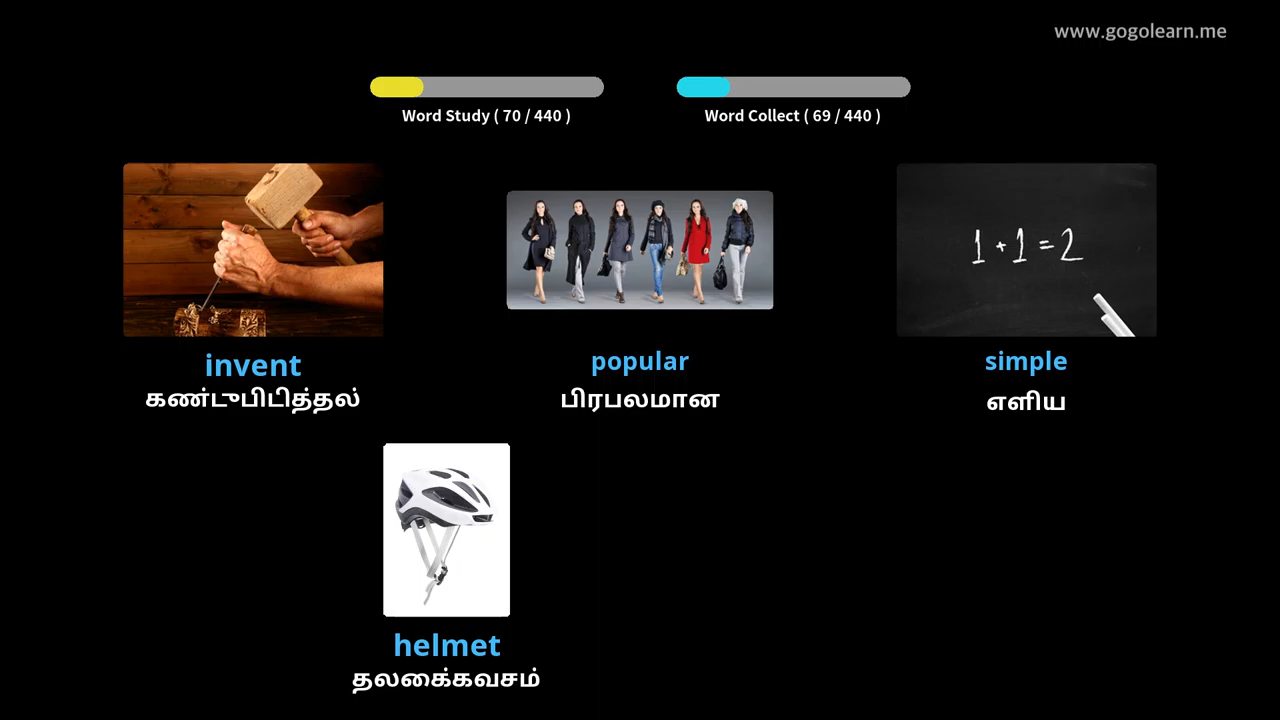 www.gogolearn.me
Word Study ( 70 / 440 )
Word Collect ( 69 / 440 )
1 + 1 = 2
invent
கண்டுபிடித்தல்
popular
பிரபலமான
simple
எளிய
helmet
தலைக்கவசம்